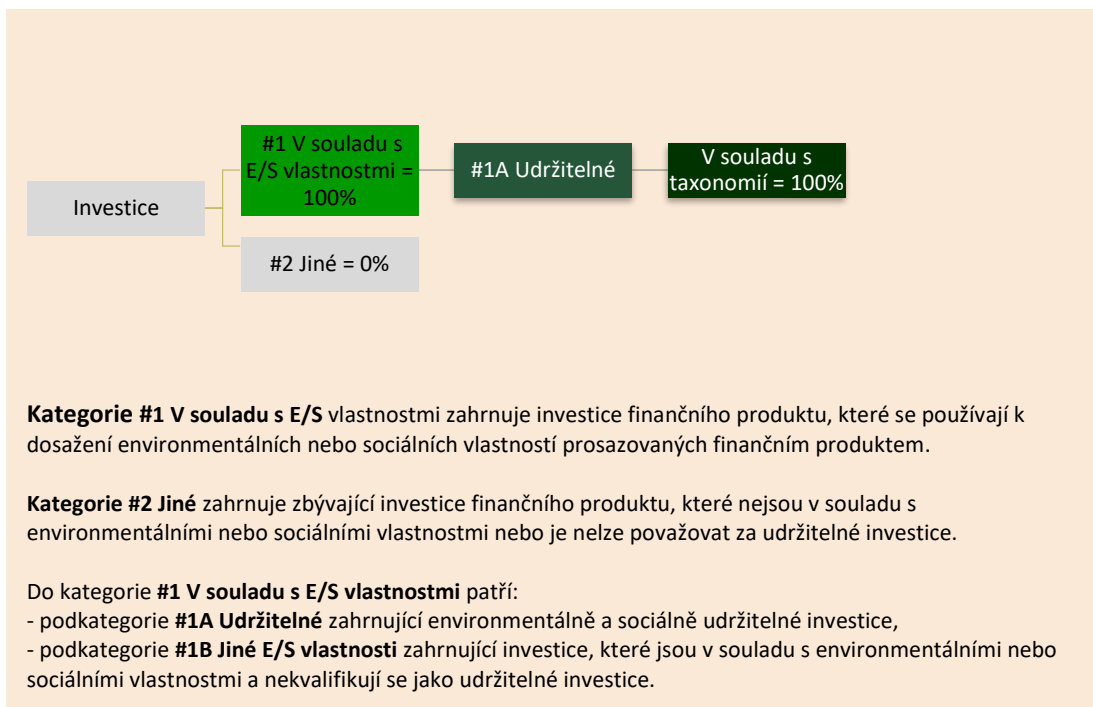 #1 V souladu s
E/S vlastnostmi =
100%
#1A Udržitelné
V souladu s
taxonomií = 100%
Investice
#2 Jiné = 0%
Kategorie #1 V souladu s E/S vlastnostmi zahrnuje investice finančního produktu, které se používají k
dosažení environmentálních nebo sociálních vlastností prosazovaných finančním produktem.
Kategorie #2 Jiné zahrnuje zbývající investice finančního produktu, které nejsou v souladu s
environmentálními nebo sociálními vlastnostmi nebo je nelze považovat za udržitelné investice.
Do kategorie #1 V souladu s E/S vlastnostmi patří:
- podkategorie #1A Udržitelné zahrnující environmentálně a sociálně udržitelné investice,
- podkategorie #1B Jiné E/S vlastnosti zahrnující investice, které jsou v souladu s environmentálními nebo
sociálními vlastnostmi a nekvalifikují se jako udržitelné investice.